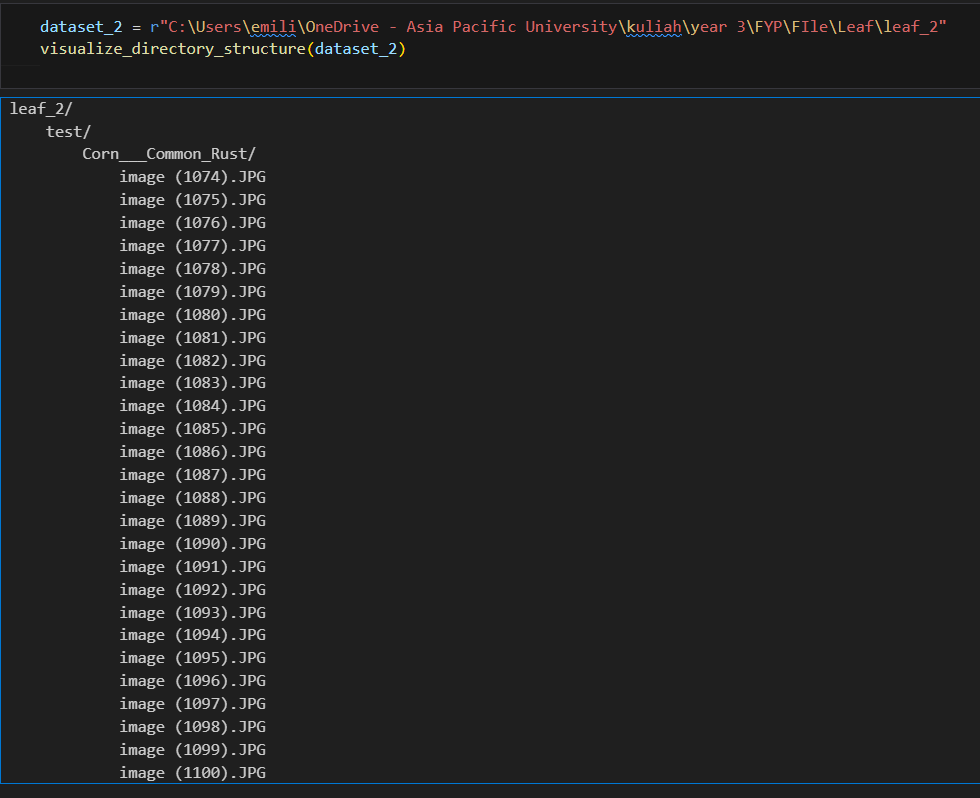 dataset_2 = r"C:\Users\emili\OneDrive - Asia Pacific University\kuliah\year 3\FYP\FIle\Leaf\leaf_2"
visualize_directory_structure(dataset_2)
leaf_2/
test/
Corn___Common_Rust/
image (1074).JPG
image (1075).JPG
image (1076).JPG
image (1077).JPG
image (1078).JPG
image (1079).JPG
image (1080).JPG
image (1081).JPG
image (1082).JPG
image (1083).JPG
image (1084).JPG
image (1085).JPG
image (1086).JPG
image (1087).JPG
image (1088).JPG
image (1089).JPG
image (1090).JPG
image (1091).JPG
image (1092).JPG
image (1093).JPG
image (1094).JPG
image (1095).JPG
image (1096).JPG
image (1097).JPG
image (1098).JPG
image (1099).JPG
image (1100).JPG